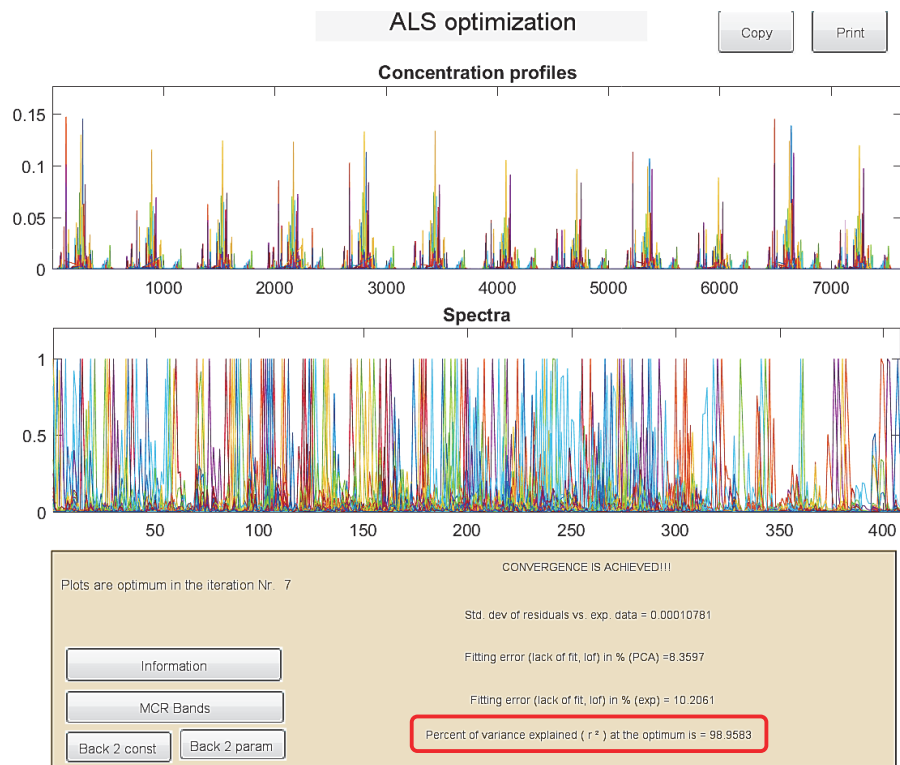 ALS optimization
Copy
Print
Concentration profiles
0.15
0.1
0.05
0
1000 2000 3000 4000 5000 6000 7000
Spectra
1
0.5
0
50 100 150 200 250 300 350 400
CONVERGENCE IS ACHIEVED!!!
Plots are optimum in the iteration Nr. 7
Std. dev of residuals vs. exp. data = 0.00010781
Fitting error (lack of fit, lof) in % (PCA) =8.3597
Information
Fitting error (lack of fit, lof) in % (exp) = 10.2061
MCR Bands
Percent of variance explained ( r ² ) at the optimum is = 98.9583
Back 2 const
Back 2 param